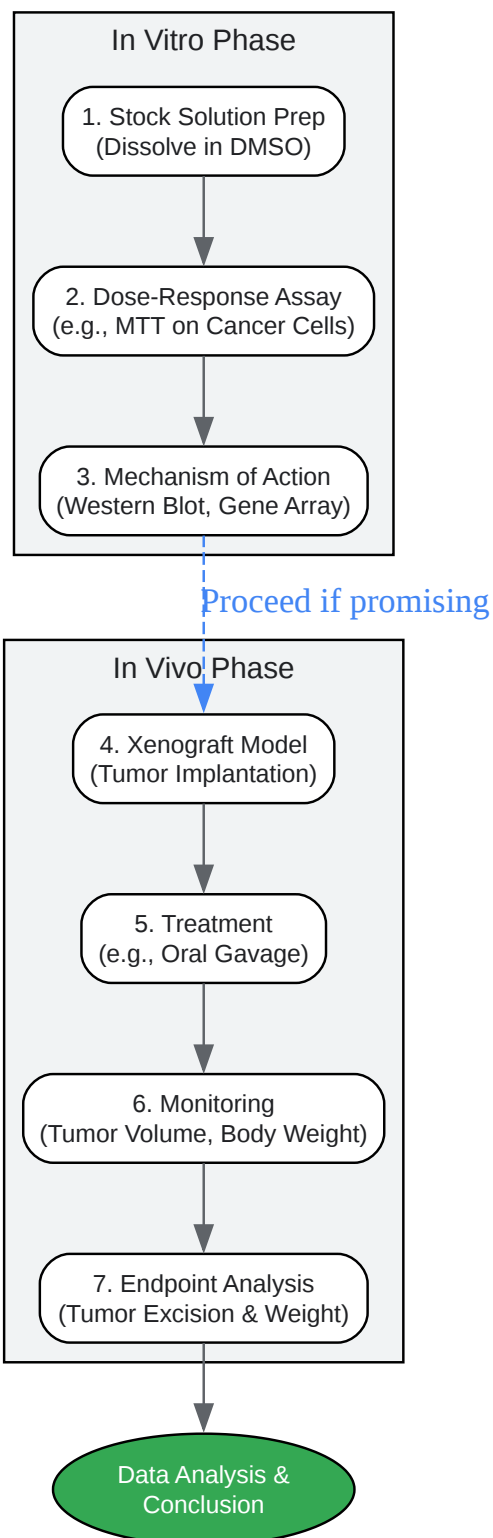 In Vitro Phase
1. Stock Solution Prep
(Dissolve in DMSO)
2. Dose-Response Assay
(e.g., MTT on Cancer Cells)
3. Mechanism of Action
(Western Blot, Gene Array)
Proceed if promising
In Vivo Phase
4. Xenograft Model
(Tumor Implantation)
5. Treatment
(e.g., Oral Gavage)
6. Monitoring
(Tumor Volume, Body Weight)
7. Endpoint Analysis
(Tumor Excision & Weight)
Data Analysis &
Conclusion